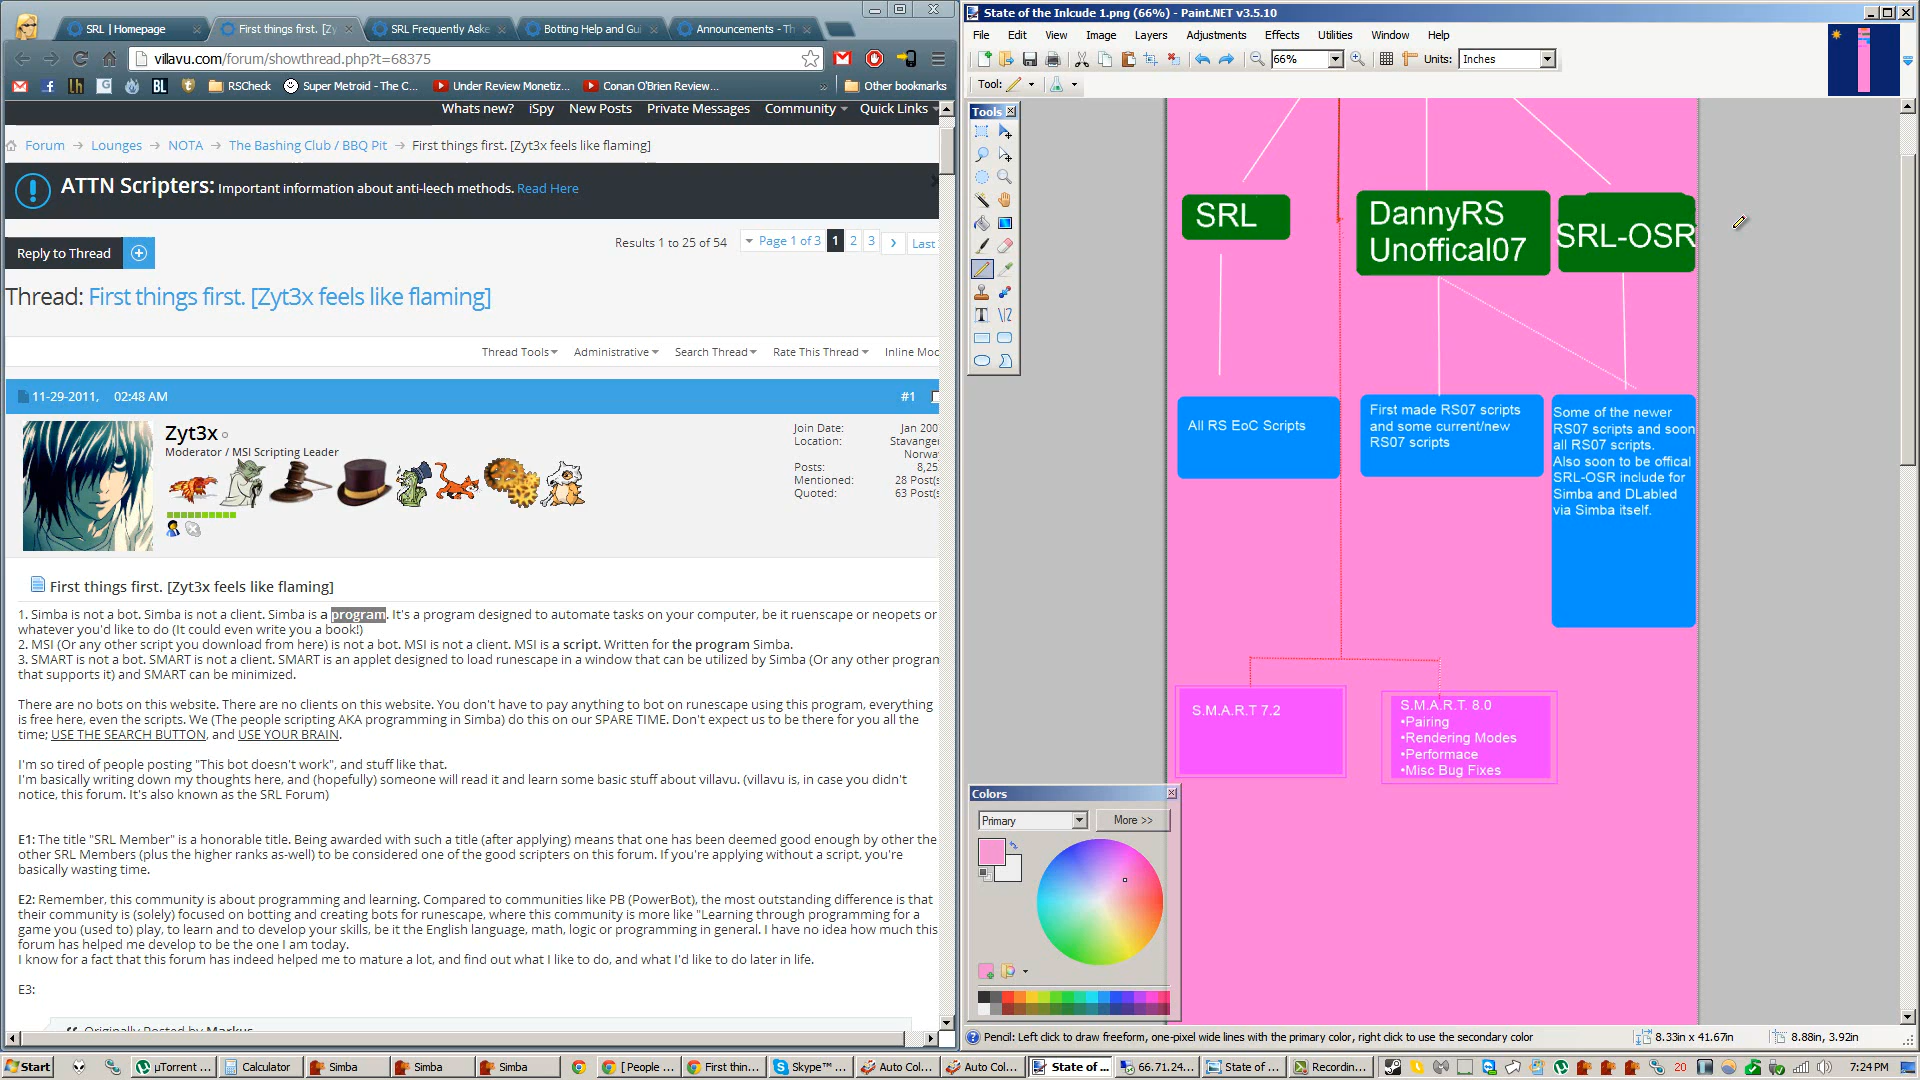 SRL | Homepage
First things first. [Zy
SRL Frequently Aske
Botting Help and Gui
Announcements - Th
villavu.com/forum/showthread.php?t=68375
RSCheck
Super Metroid - The C...
Under Review Monetiz...
Conan O'Brien Review...
Other bookmarks
Whats new?
iSpy
New Posts
Private Messages
Community
Quick Links
Forum
Lounges
NOTA
The Bashing Club / BBQ Pit
First things first. [Zyt3x feels like flaming]
ATTN Scripters: Important information about anti-leech methods. Read Here
Reply to Thread
Results 1 to 25 of 54
Page 1 of 3
1
2
3
Last
Thread: First things first. [Zyt3x feels like flaming]
Thread Tools
Administrative
Search Thread
Rate This Thread
Inline Mod
11-29-2011, 02:48 AM
#1
Zyt3x
Moderator / MSI Scripting Leader
Join Date: Jan 200
Location: Stavanger
Norway
Posts: 8,25
Mentioned: 28 Post(s
Quoted: 63 Post(s
First things first. [Zyt3x feels like flaming]
1. Simba is not a bot. Simba is not a client. Simba is a program. It's a program designed to automate tasks on your computer, be it ruenscape or neopets or
whatever you'd like to do (It could even write you a book!)
2. MSI (Or any other script you download from here) is not a bot. MSI is not a client. MSI is a script. Written for the program Simba.
3. SMART is not a bot. SMART is not a client. SMART is an applet designed to load runescape in a window that can be utilized by Simba (Or any other program
that supports it) and SMART can be minimized.
There are no bots on this website. There are no clients on this website. You don't have to pay anything to bot on runescape using this program, everything
is free here, even the scripts. We (The people scripting AKA programming in Simba) do this on our SPARE TIME. Don't expect us to be there for you all the
time; USE THE SEARCH BUTTON, and USE YOUR BRAIN.
I'm so tired of people posting "This bot doesn't work", and stuff like that.
I'm basically writing down my thoughts here, and (hopefully) someone will read it and learn some basic stuff about villavu. (villavu is, in case you didn't
notice, this forum. It's also known as the SRL Forum)
E1: The title "SRL Member" is a honorable title. Being awarded with such a title (after applying) means that one has been deemed good enough by other the
other SRL Members (plus the higher ranks as-well) to be considered one of the good scripters on this forum. If you're applying without a script, you're
basically wasting time.
E2: Remember, this community is about programming and learning. Compared to communities like PB (PowerBot), the most outstanding difference is that
their community is (solely) focused on botting and creating bots for runescape, where this community is more like "Learning through programming for a
game you (used to) play, to learn and to develop your skills, be it the English language, math, logic or programming in general. I have no idea how much this
forum has helped me develop to be the one I am today.
I know for a fact that this forum has indeed helped me to mature a lot, and find out what I like to do, and what I'd like to do later in life.
E3:
Originally Posted by Markus
State of the Inlcude 1.png (66%) - Paint.NET v3.5.10
File
Edit
View
Image
Layers
Adjustments
Effects
Utilities
Window
Help
66%
Units:
Inches
Tool:
Tools
SRL
DannyRS
Unoffical07
SRL-OSR
All RS EoC Scripts
First made RS07 scripts
and some current/new
RS07 scripts
Some of the newer
RS07 scripts and soon
all RS07 scripts.
Also soon to be offical
SRL-OSR include for
Simba and DLabled
via Simba itself.
S.M.A.R.T 7.2
S.M.A.R.T. 8.0
•Pairing
•Rendering Modes
•Performace
•Misc Bug Fixes
Colors
Primary
More >>
Pencil: Left click to draw freeform, one-pixel wide lines with the primary color, right click to use the secondary color
8.33in x 41.67in
8.88in, 3.92in
Start
µTorrent ...
Calculator
Simba
Simba
Simba
[ People ...
First thin...
Skype™ ...
Auto Col...
Auto Col...
State of ...
66.71.24...
State of ...
Recordin...
20
7:24 PM